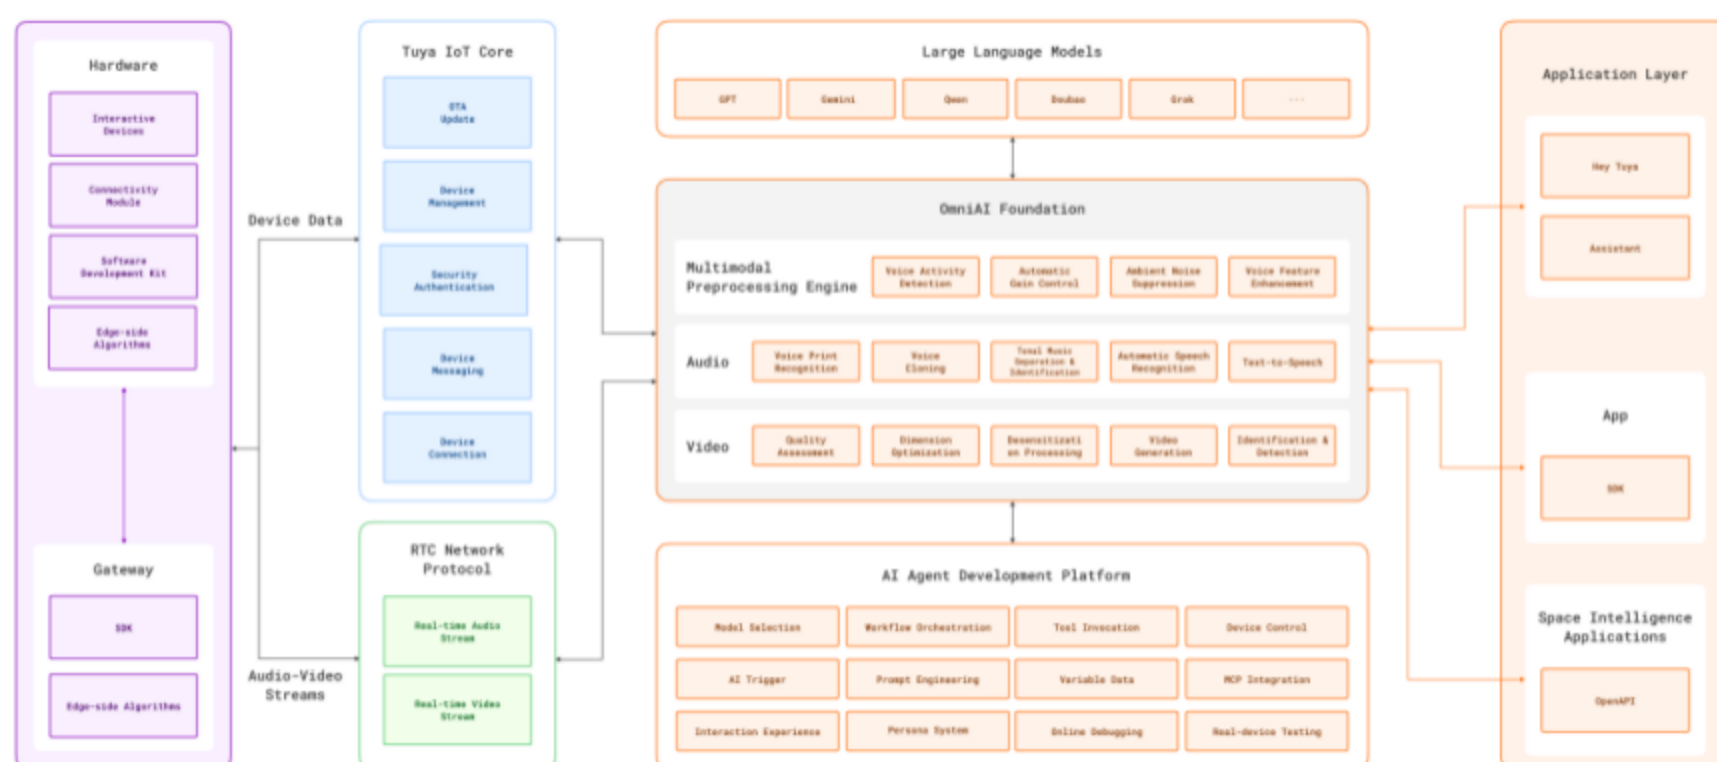 Hardware
Interactive
Devices
Connectivity
Module
Software
Development Kit
Edge-side
Algorithms
Gateway
SDK
Edge-side Algorithms
Device Data
Audio-Video
Streams
Tuya IoT Core
OTA
Update
Device
Management
Security
Authentication
Device
Messaging
Device
Connection
RTC Network
Protocol
Real-time Audio
Stream
Real-time Video
Stream
Large Language Models
GPT
Gemini
Qwen
Doubao
Grok
...
OmniAI Foundation
Multimodal
Preprocessing Engine
Voice Activity
Detection
Automatic
Gain Control
Ambient Noise
Suppression
Voice Feature
Enhancement
Audio
Voice Print
Recognition
Voice
Cloning
Tonal Music
Separation &
Identification
Automatic Speech
Recognition
Text-to-Speech
Video
Quality
Assessment
Dimension
Optimization
Desensitizati
on Processing
Video
Generation
Identification &
Detection
AI Agent Development Platform
Model Selection
Workflow Orchestration
Tool Invocation
Device Control
AI Trigger
Prompt Engineering
Variable Data
MCP Integration
Interaction Experience
Persona System
Online Debugging
Real-device Testing
Application Layer
Hey Tuya
Assistant
App
SDK
Space Intelligence
Applications
OpenAPI